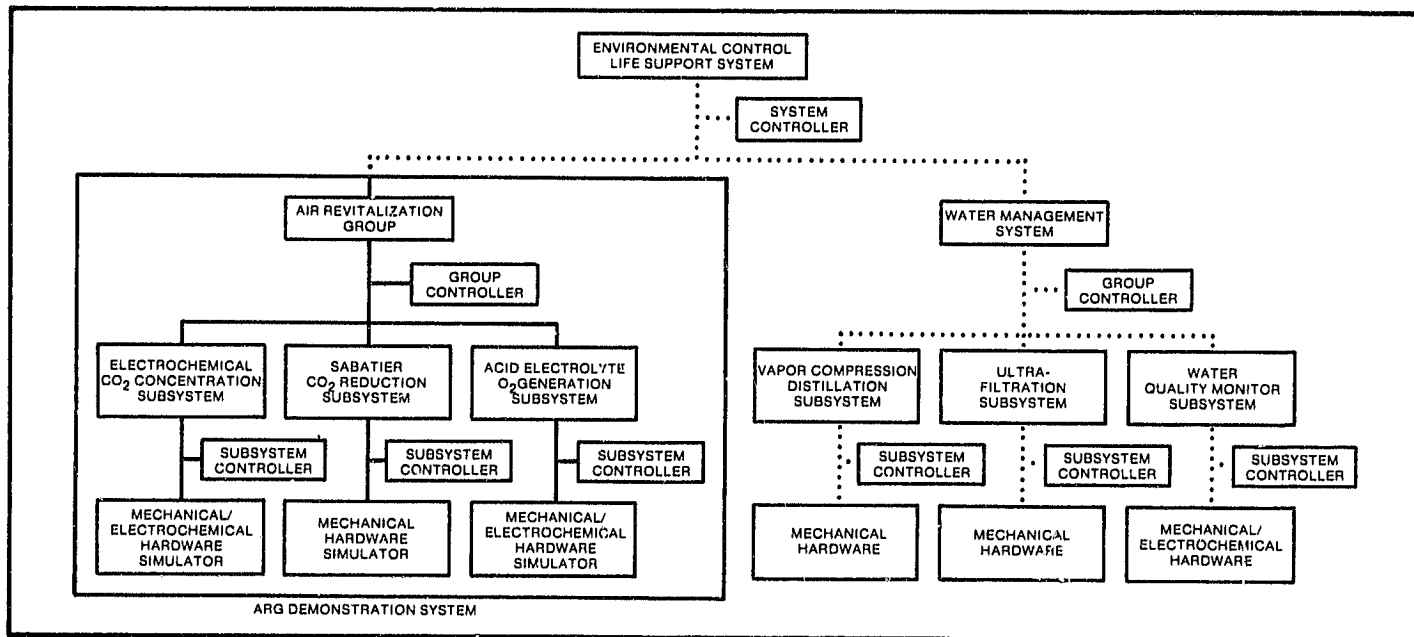 ENVIRONMENTAL CONTROL
LIFE SUPPORT SYSTEM
SYSTEM
CONTROLLER
AIR REVITALIZATION
GROUP
GROUP
CONTROLLER
ELECTROCHEMICAL
CO2 CONCENTRATION
SUBSYSTEM
SABATIER
CO2 REDUCTION
SUBSYSTEM
ACID ELECTROLYTE
O2 GENERATION
SUBSYSTEM
SUBSYSTEM
CONTROLLER
SUBSYSTEM
CONTROLLER
SUBSYSTEM
CONTROLLER
MECHANICAL/
ELECTROCHEMICAL
HARDWARE
SIMULATOR
MECHANICAL
HARDWARE
SIMULATOR
MECHANICAL/
ELECTROCHEMICAL
HARDWARE
SIMULATOR
ARG DEMONSTRATION SYSTEM
WATER MANAGEMENT
SYSTEM
GROUP
CONTROLLER
VAPOR COMPRESSION
DISTILLATION
SUBSYSTEM
ULTRA-
FILTRATION
SUBSYSTEM
WATER
QUALITY MONITOR
SUBSYSTEM
SUBSYSTEM
CONTROLLER
SUBSYSTEM
CONTROLLER
SUBSYSTEM
CONTROLLER
MECHANICAL
HARDWARE
MECHANICAL
HARDWARE
MECHANICAL/
ELECTROCHEMICAL
HARDWARE